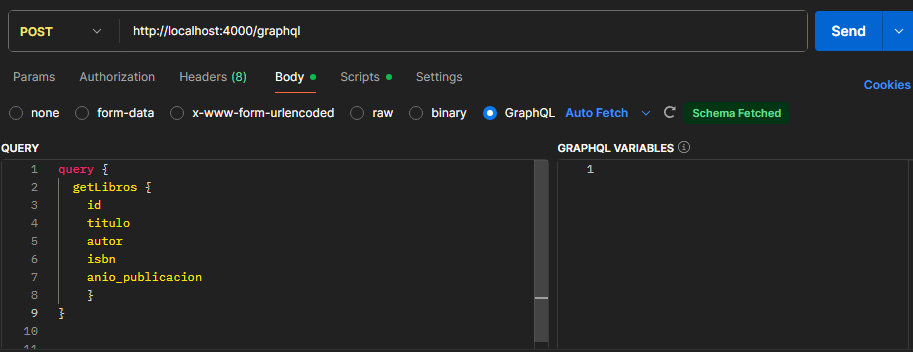 POST http://localhost:4000/graphql Send
Params Authorization Headers (8) Body Scripts Settings Cookies
none form-data x-www-form-urlencoded raw binary GraphQL Auto Fetch Schema Fetched
QUERY GRAPHQL VARIABLES
1 query { 1
2 getLibros {
3 id
4 titulo
5 autor
6 isbn
7 anio_publicacion
8 }
9 }
10
11